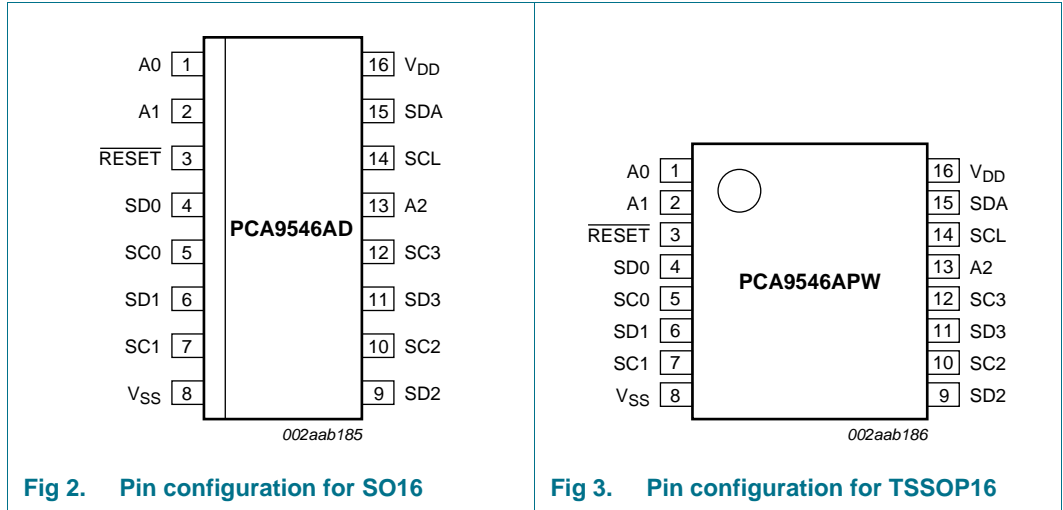 A0 1 16 VDD
A1 2 15 SDA
RESET 3 14 SCL
SD0 4 13 A2
PCA9546AD
SC0 5 12 SC3
SD1 6 11 SD3
SC1 7 10 SC2
VSS 8 9 SD2
002aab185
Fig 2. Pin configuration for SO16
A0 1 16 VDD
A1 2 15 SDA
RESET 3 14 SCL
SD0 4 13 A2
PCA9546APW
SC0 5 12 SC3
SD1 6 11 SD3
SC1 7 10 SC2
VSS 8 9 SD2
002aab186
Fig 3. Pin configuration for TSSOP16